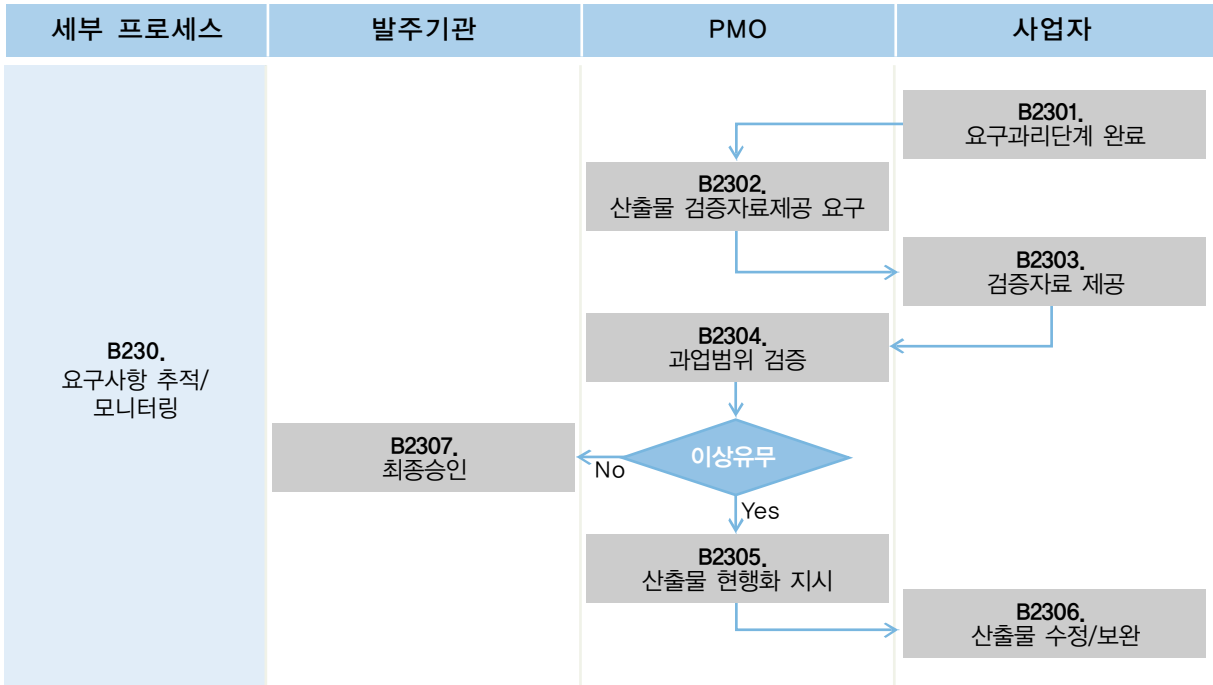 세부 프로세스
발주기관
PMO
사업자
B230.
요구사항 추적/
모니터링
B2301.
요구과리단계 완료
B2302.
산출물 검증자료제공 요구
B2303.
검증자료 제공
B2304.
과업범위 검증
이상유무
No
Yes
B2307.
최종승인
B2305.
산출물 현행화 지시
B2306.
산출물 수정/보완